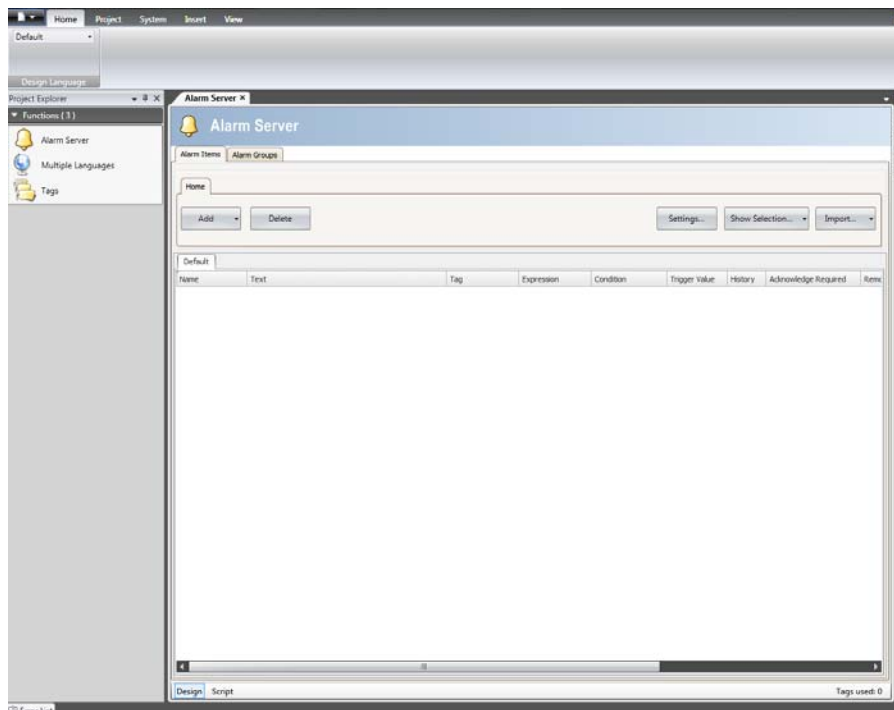 Home Project System Insert View
Default
Design Language
Project Explorer
Functions ( 3 )
Alarm Server
Multiple Languages
Tags
Alarm Server
Alarm Server
Alarm Items Alarm Groups
Home
Add Delete Settings... Show Selection... Import...
Default
Name Text Tag Expression Condition Trigger Value History Acknowledge Required
Design Script Tags used: 0